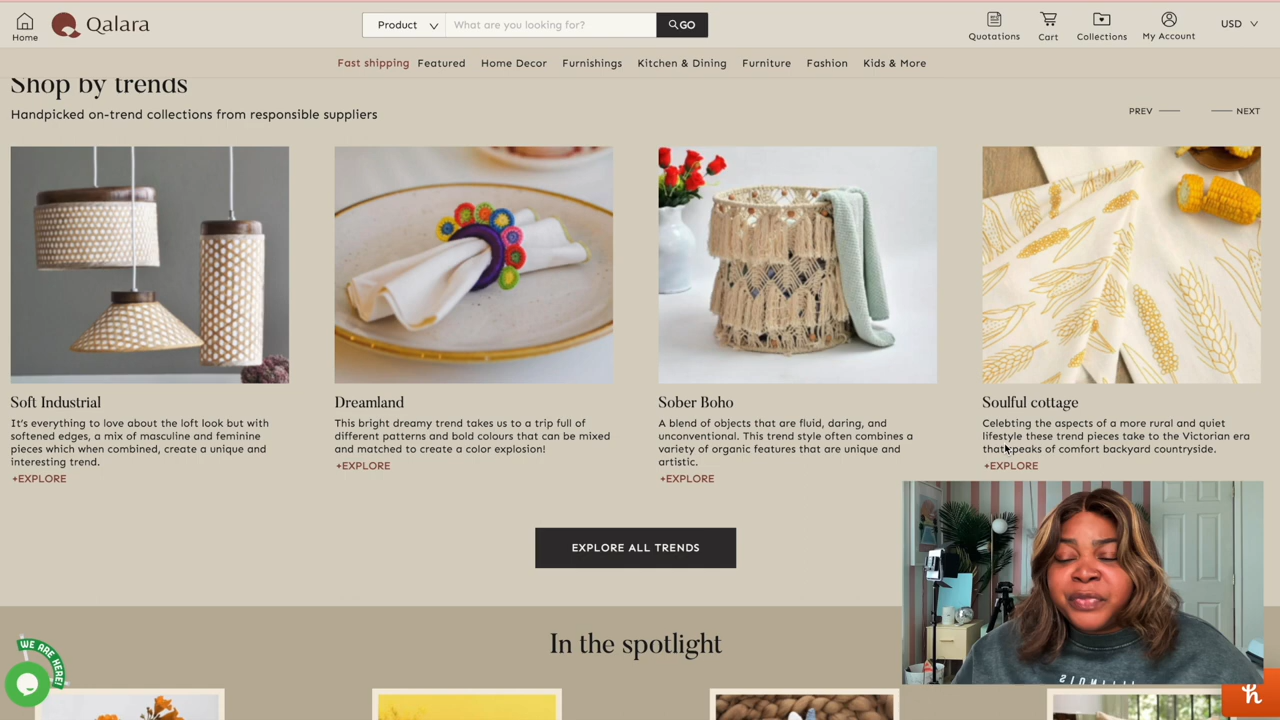 Home
Qalara
Product
What are you looking for?
GO
Quotations
Cart
Collections
My Account
USD
Fast shipping
Featured
Home Decor
Furnishings
Kitchen & Dining
Furniture
Fashion
Kids & More
Shop by trends
Handpicked on-trend collections from responsible suppliers
PREV
NEXT
Soft Industrial
It's everything to love about the loft look but with
softened edges, a mix of masculine and feminine
pieces which when combined, create a unique and
interesting trend.
+EXPLORE
Dreamland
This bright dreamy trend takes us to a trip full of
different patterns and bold colours that can be mixed
and matched to create a color explosion!
+EXPLORE
Sober Boho
A blend of objects that are fluid, daring, and
unconventional. This trend style often combines a
variety of organic features that are unique and
artistic.
+EXPLORE
Soulful cottage
Celebting the aspects of a more rural and quiet
lifestyle these trend pieces take to the Victorian era
that speaks of comfort backyard countryside.
+EXPLORE
EXPLORE ALL TRENDS
In the spotlight
WE ARE HERE!
h